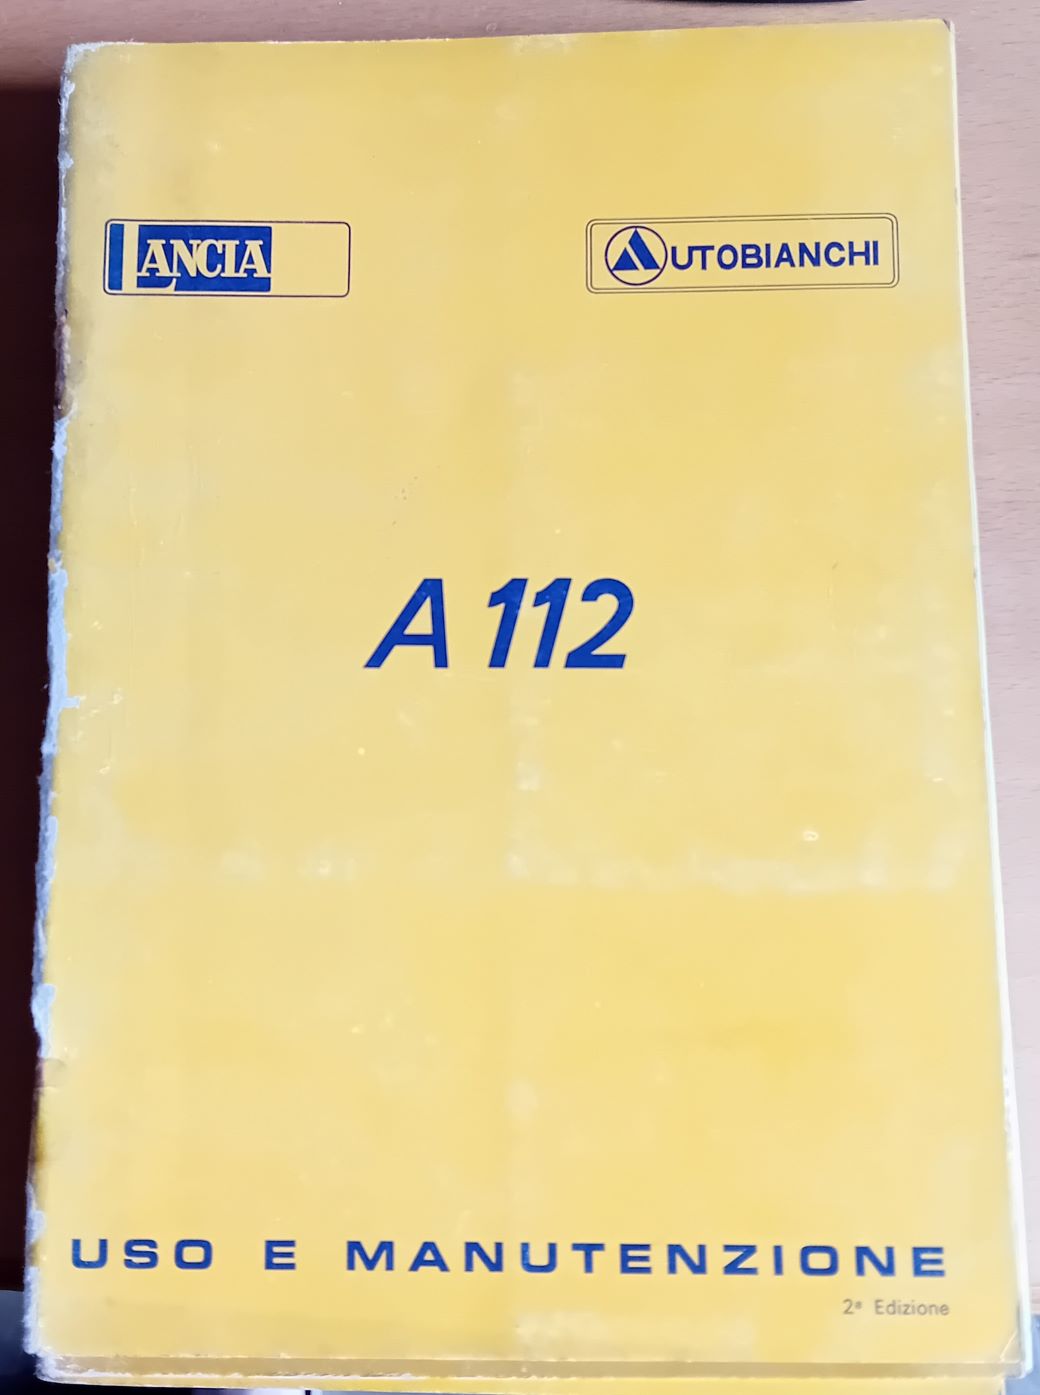 LANCIA
AUTOBIANCHI
A 112
USO E MANUTENZIONE
2ª Edizione